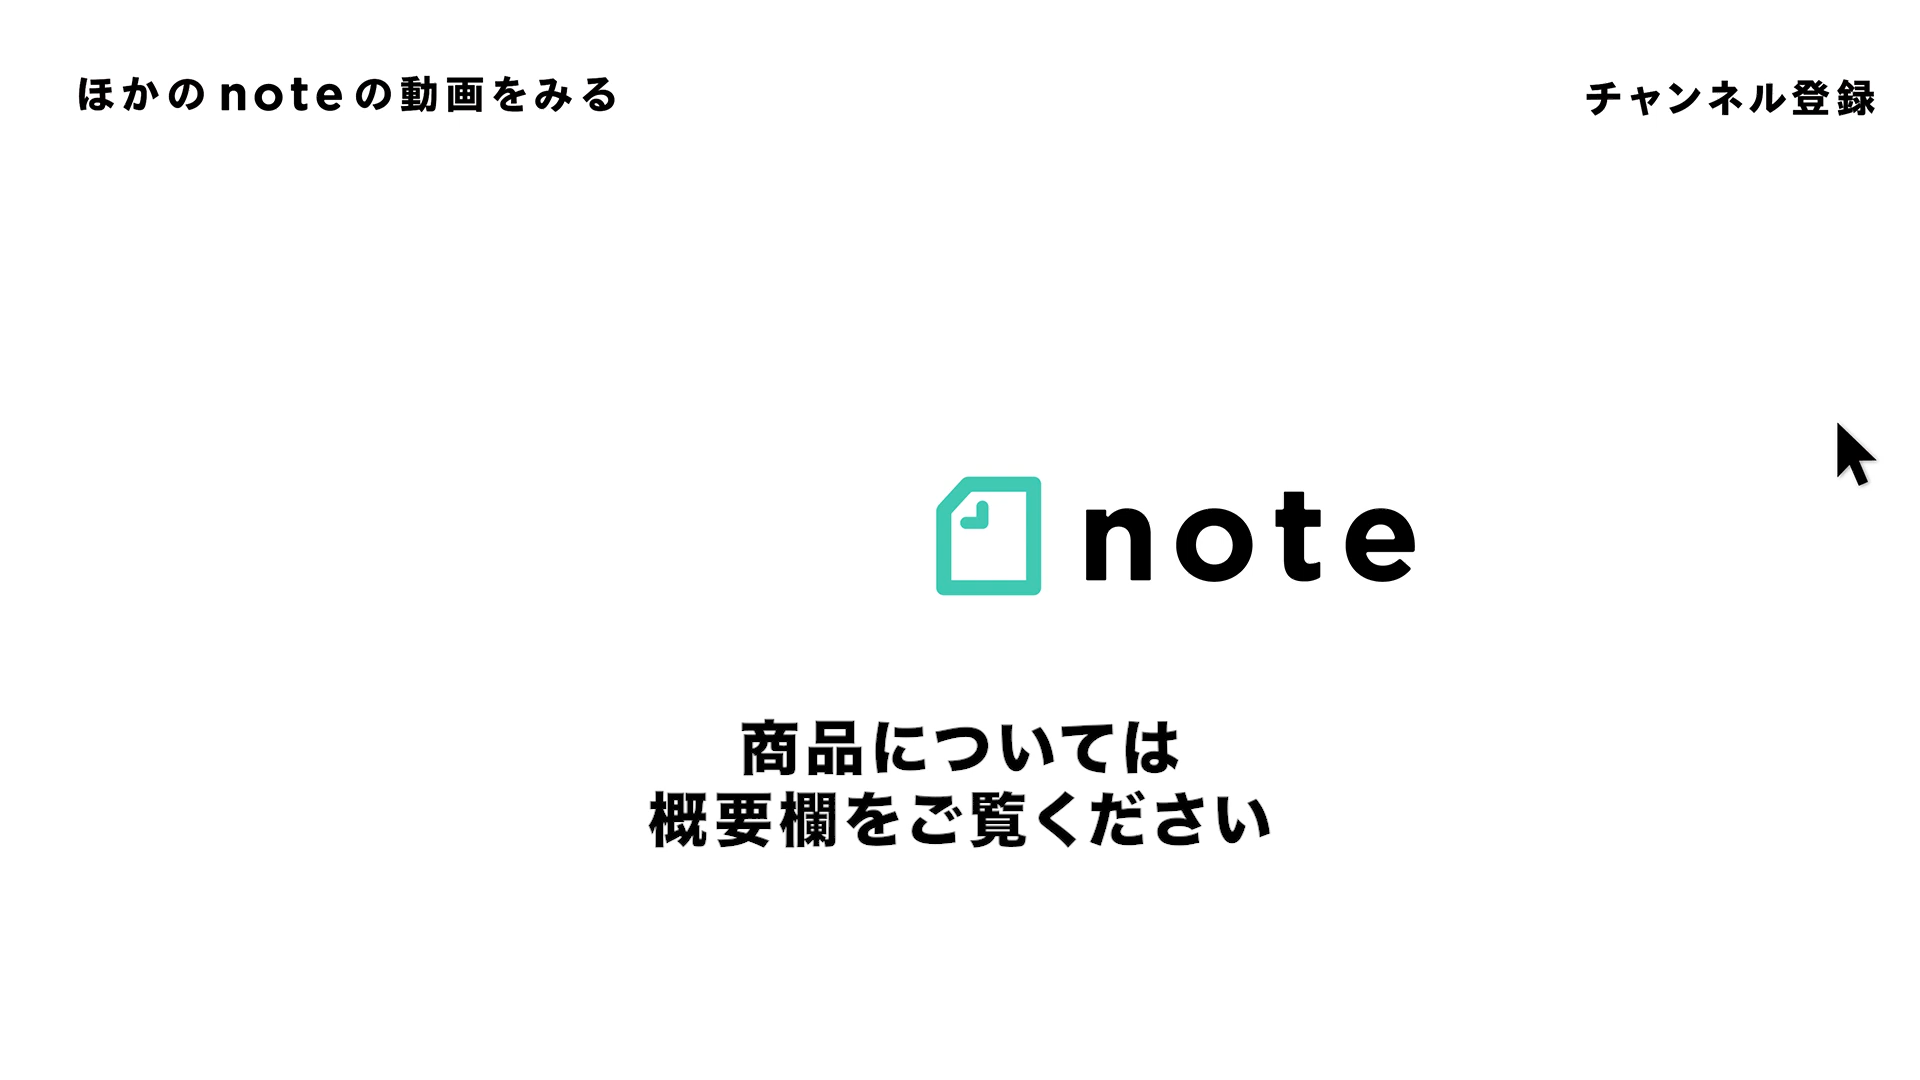 ほかのnoteの動画をみる
チャンネル登録
note
商品については
概要欄をご覧ください